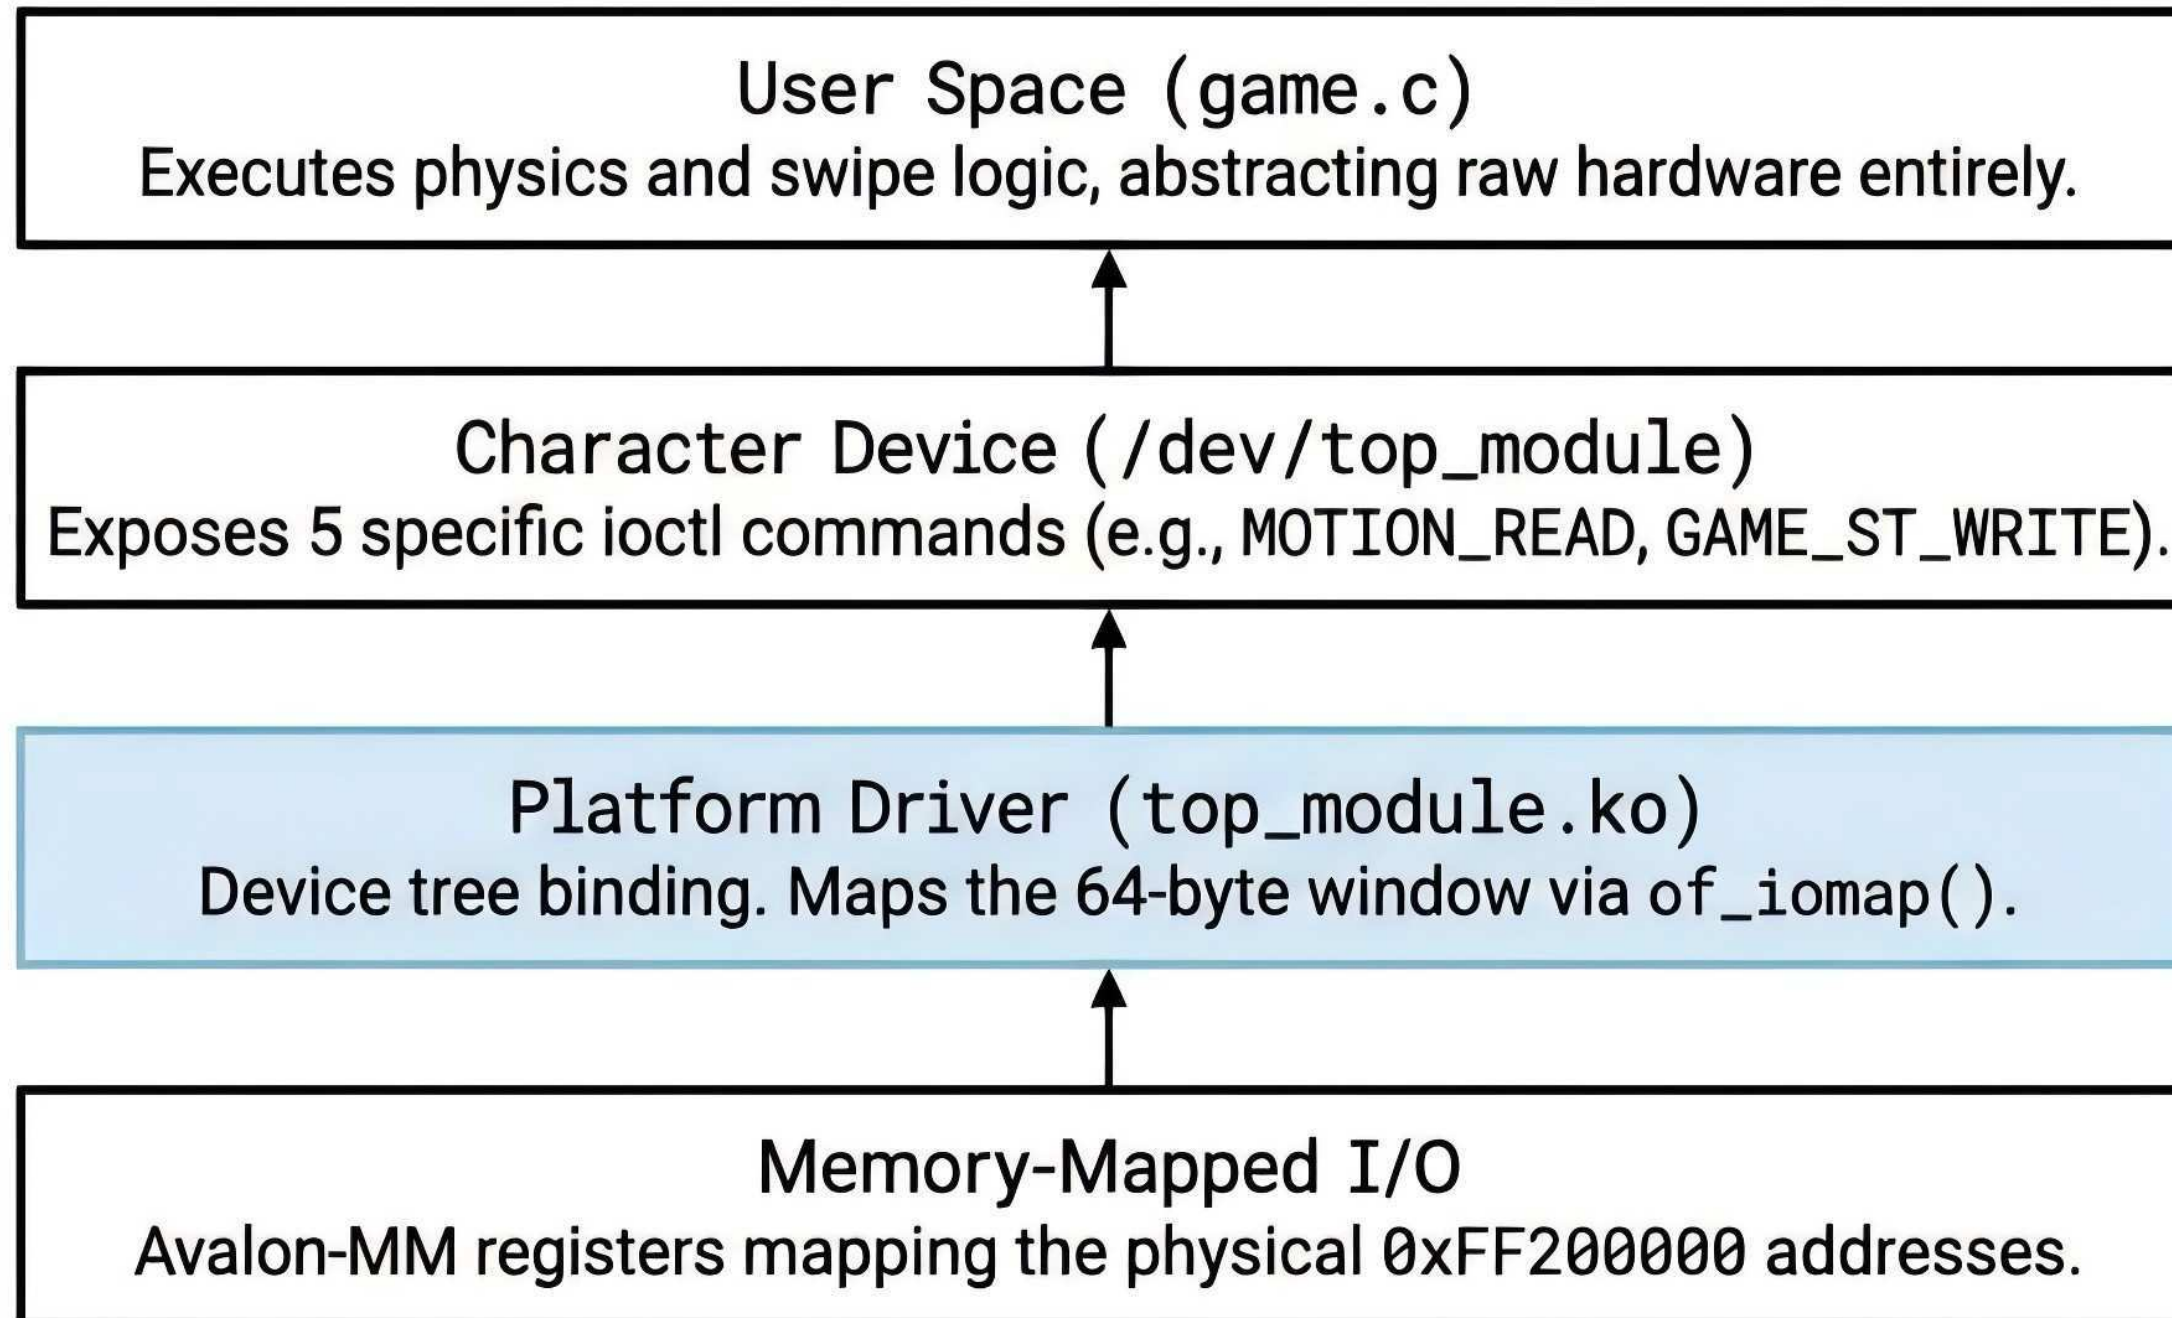 User Space (game.c)
Executes physics and swipe logic, abstracting raw hardware entirely.
Character Device (/dev/top_module)
Exposes 5 specific ioctl commands (e.g., MOTION_READ, GAME_ST_WRITE).
Platform Driver (top_module.ko)
Device tree binding. Maps the 64-byte window via of_iomap().
Memory-Mapped I/O
Avalon-MM registers mapping the physical 0xFF200000 addresses.